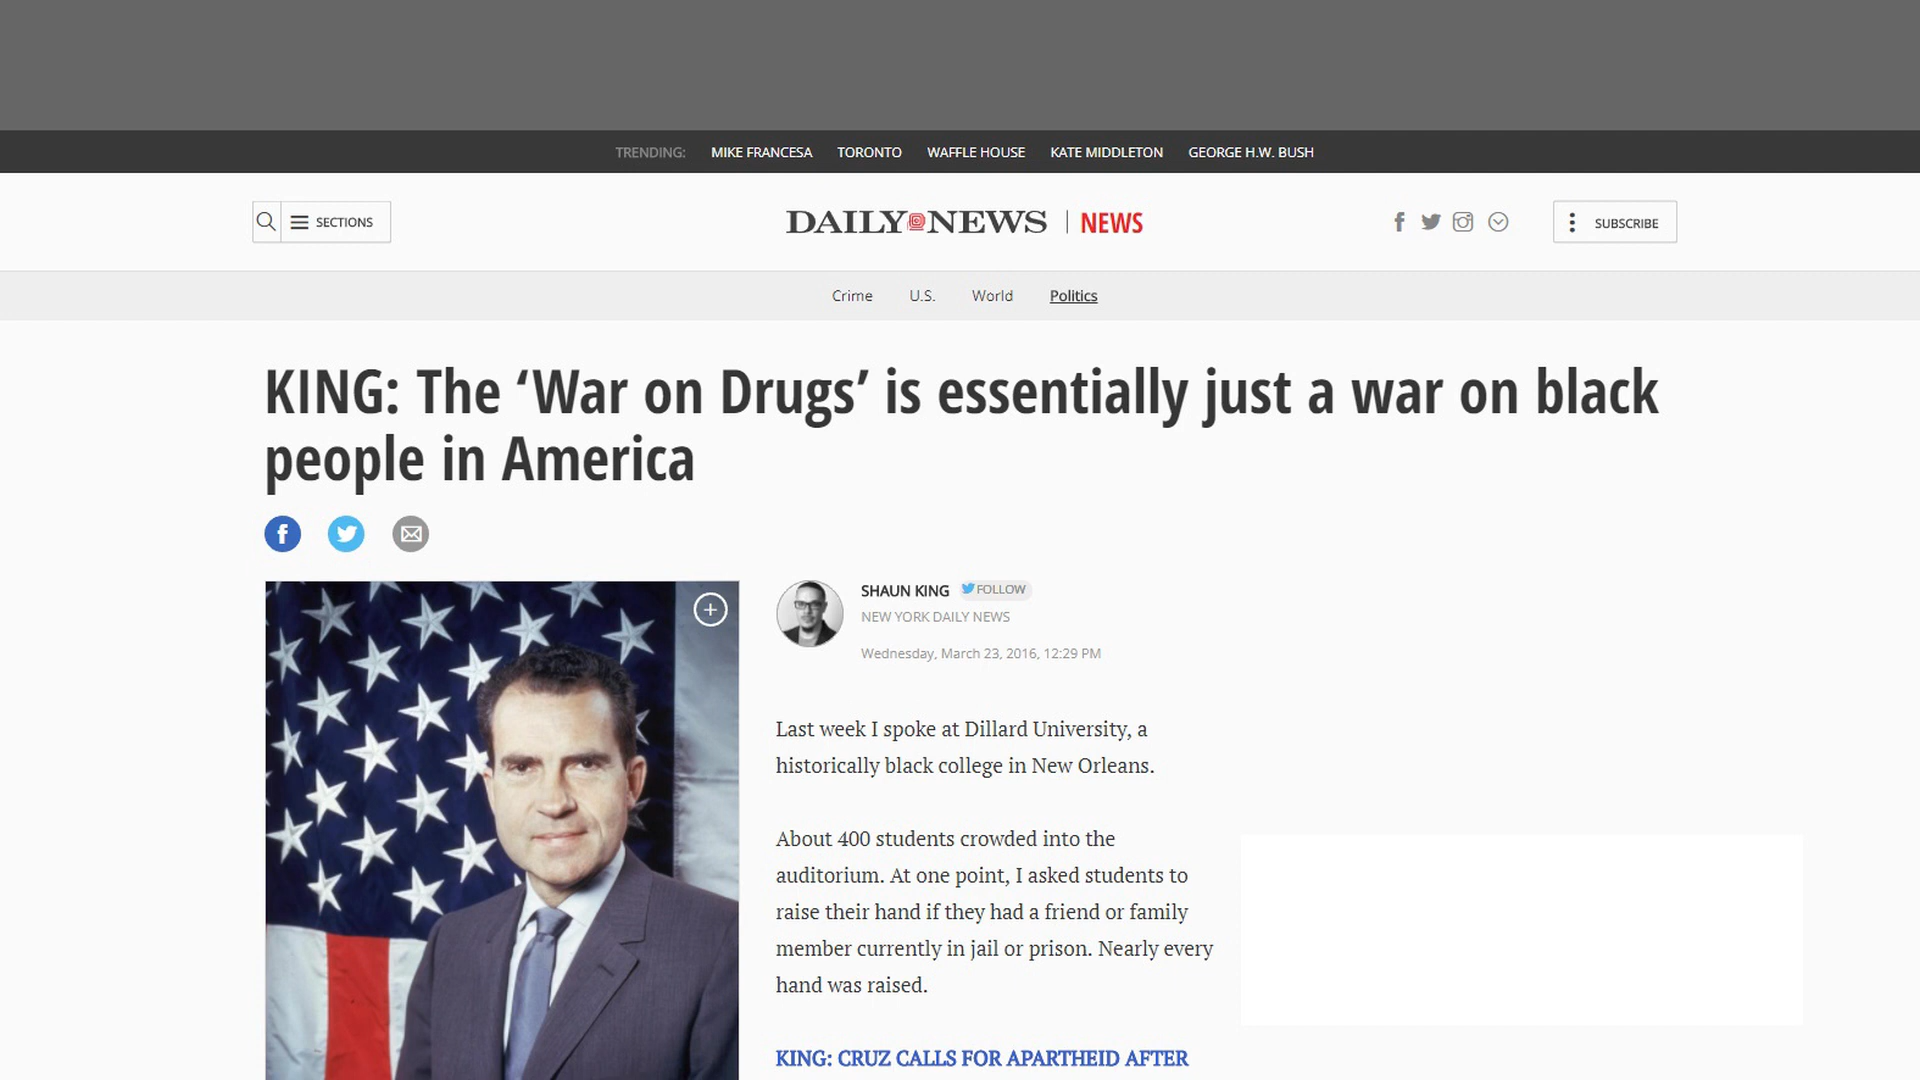 TRENDING: MIKE FRANCESA TORONTO WAFFLE HOUSE KATE MIDDLETON GEORGE H.W. BUSH
SECTIONS
DAILY NEWS | NEWS
SUBSCRIBE
Crime U.S. World Politics
KING: The ‘War on Drugs’ is essentially just a war on black
people in America
SHAUN KING FOLLOW
NEW YORK DAILY NEWS
Wednesday, March 23, 2016, 12:29 PM
Last week I spoke at Dillard University, a
historically black college in New Orleans.
About 400 students crowded into the
auditorium. At one point, I asked students to
raise their hand if they had a friend or family
member currently in jail or prison. Nearly every
hand was raised.
KING: CRUZ CALLS FOR APARTHEID AFTER